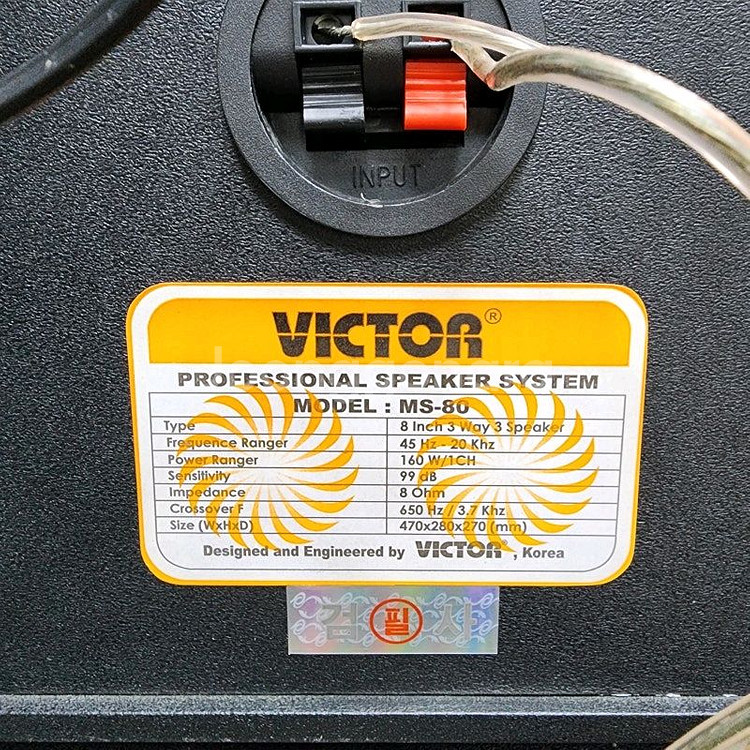 INPUT
VICTOR®
PROFESSIONAL SPEAKER SYSTEM
MODEL : MS-80
Type 8 Inch 3 Way 3 Speaker
Frequence Ranger 45 Hz - 20 Khz
Power Ranger 160 W/1CH
Sensitivity 99 dB
Impedance 8 Ohm
Crossover F 650 Hz / 3.7 Khz
Size (WxHxD) 470x280x270 (mm)
Designed and Engineered by VICTOR® , Korea
검 필 사